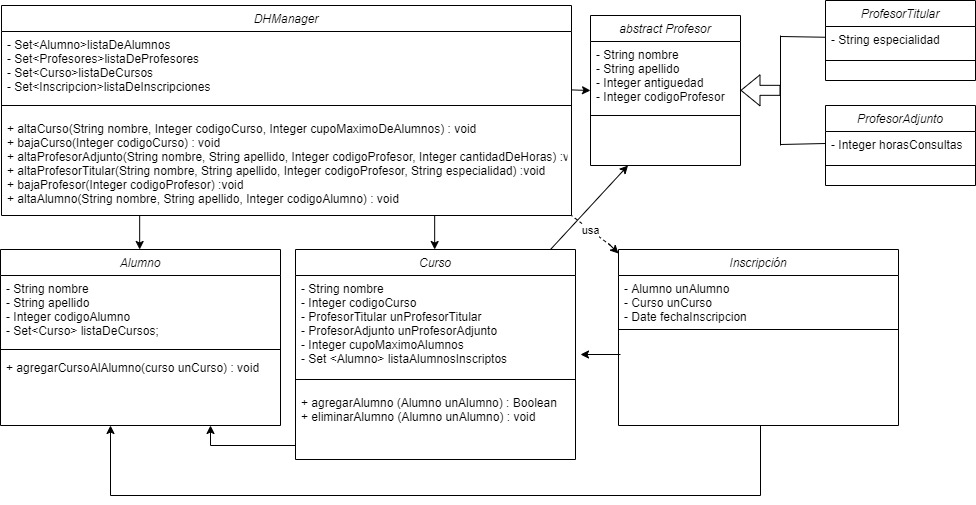 DHManager
- Set<Alumno>listaDeAlumnos
- Set<Profesores>listaDeProfesores
- Set<Curso>listaDeCursos
- Set<Inscripcion>listaDeInscripciones
+ altaCurso(String nombre, Integer codigoCurso, Integer cupoMaximoDeAlumnos) : void
+ bajaCurso(Integer codigoCurso) : void
+ altaProfesorAdjunto(String nombre, String apellido, Integer codigoProfesor, Integer cantidadDeHoras) :v
+ altaProfesorTitular(String nombre, String apellido, Integer codigoProfesor, String especialidad) :void
+ bajaProfesor(Integer codigoProfesor) :void
+ altaAlumno(String nombre, String apellido, Integer codigoAlumno) : void
abstract Profesor
- String nombre
- String apellido
- Integer antiguedad
- Integer codigoProfesor
ProfesorTitular
- String especialidad
ProfesorAdjunto
- Integer horasConsultas
usa
Alumno
- String nombre
- String apellido
- Integer codigoAlumno
- Set<Curso> listaDeCursos;
+ agregarCursoAlAlumno(curso unCurso) : void
Curso
- String nombre
- Integer codigoCurso
- ProfesorTitular unProfesorTitular
- ProfesorAdjunto unProfesorAdjunto
- Integer cupoMaximoAlumnos
- Set <Alumno> listaAlumnosInscriptos
+ agregarAlumno (Alumno unAlumno) : Boolean
+ eliminarAlumno (Alumno unAlumno) : void
Inscripción
- Alumno unAlumno
- Curso unCurso
- Date fechaInscripcion